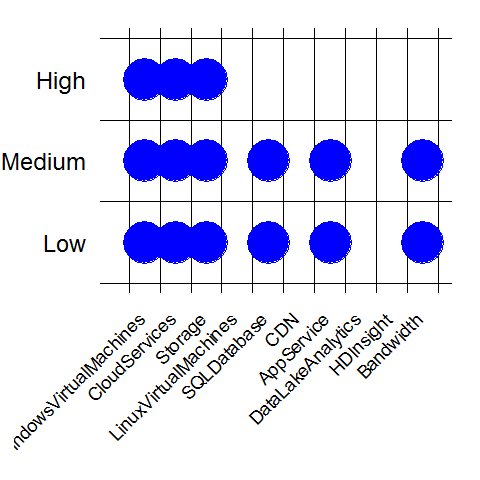 High
Medium
Low
ndowsVirtualMachines
CloudServices
Storage
LinuxVirtualMachines
SQLDatabase
CDN
AppService
DataLakeAnalytics
HDInsight
Bandwidth